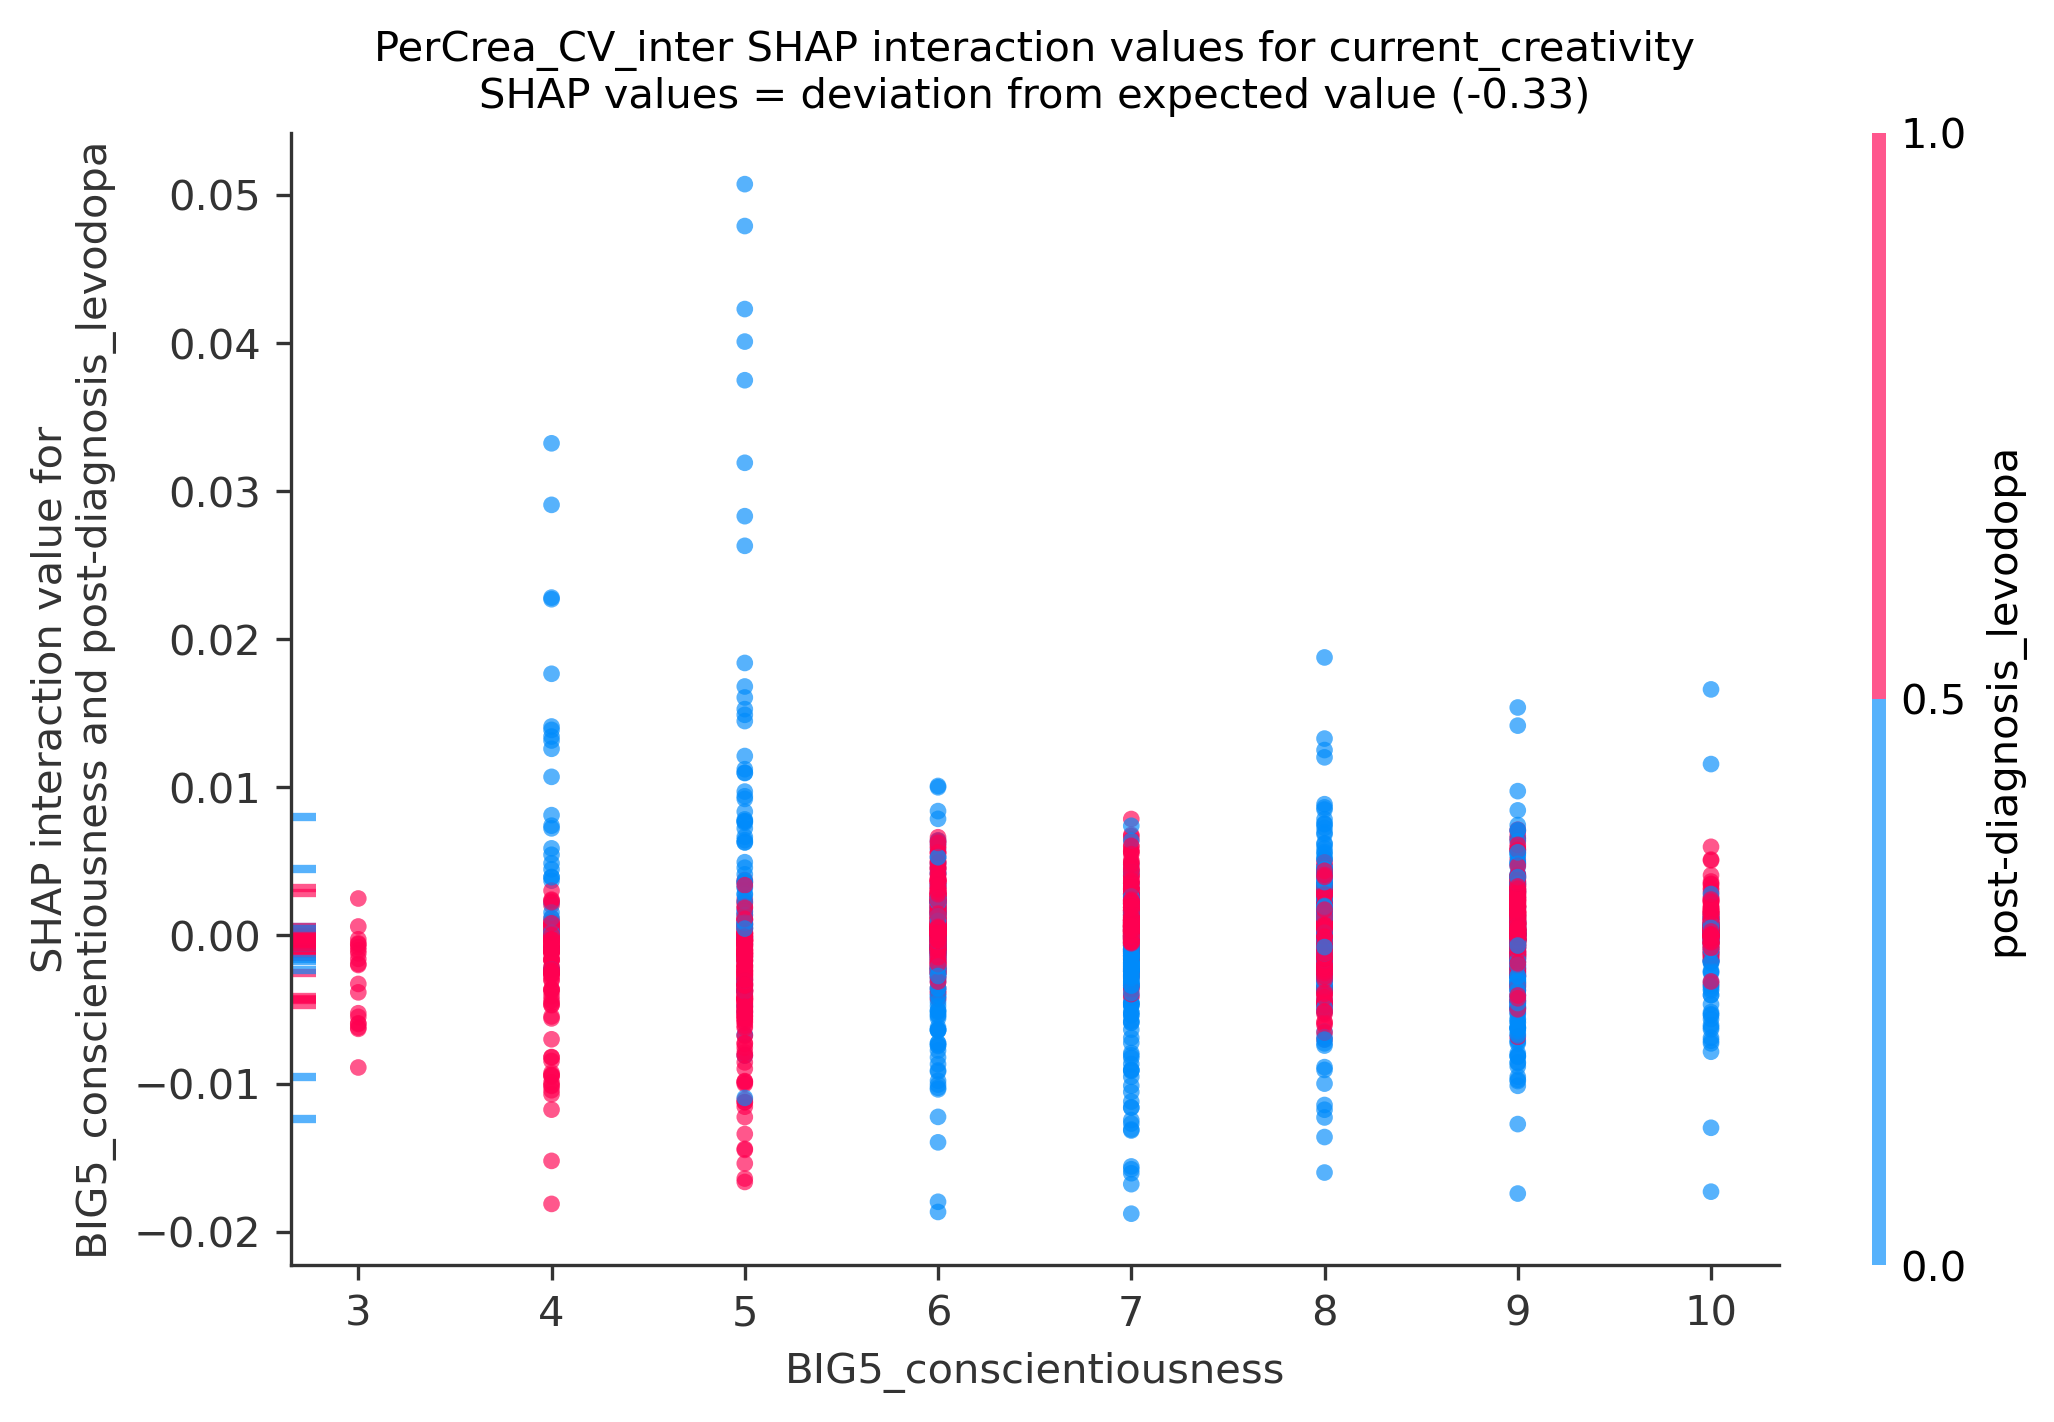 PerCrea_CV_inter SHAP interaction values for current_creativity
SHAP values = deviation from expected value (-0.33)
SHAP interaction value for
BIG5_conscientiousness and post-diagnosis_levodopa
0.05
0.04
0.03
0.02
0.01
0.00
−0.01
−0.02
3 4 5 6 7 8 9 10
BIG5_conscientiousness
1.0
0.5
0.0
post-diagnosis_levodopa